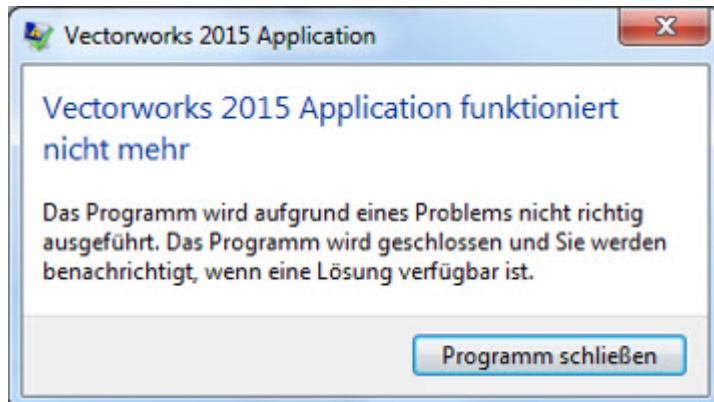 Vectorworks 2015 Application
Vectorworks 2015 Application funktioniert
nicht mehr
Das Programm wird aufgrund eines Problems nicht richtig
ausgeführt. Das Programm wird geschlossen und Sie werden
benachrichtigt, wenn eine Lösung verfügbar ist.
Programm schließen